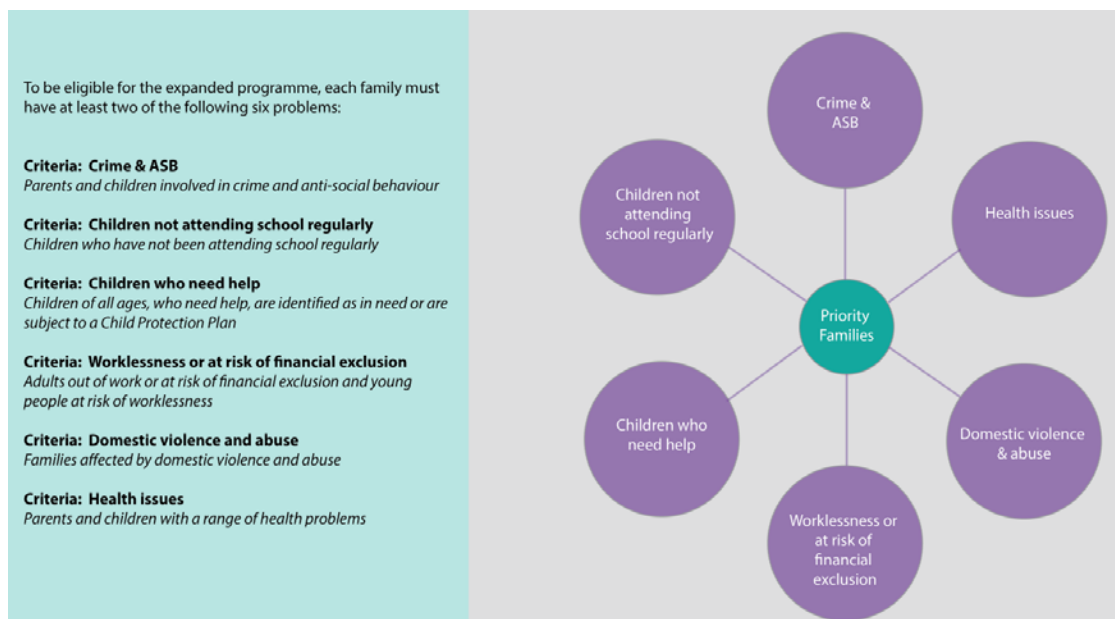 To be eligible for the expanded programme, each family must
have at least two of the following six problems:
Criteria: Crime & ASB
Parents and children involved in crime and anti-social behaviour
Criteria: Children not attending school regularly
Children who have not been attending school regularly
Criteria: Children who need help
Children of all ages, who need help, are identified as in need or are
subject to a Child Protection Plan
Criteria: Worklessness or at risk of financial exclusion
Adults out of work or at risk of financial exclusion and young
people at risk of worklessness
Criteria: Domestic violence and abuse
Families affected by domestic violence and abuse
Criteria: Health issues
Parents and children with a range of health problems
Crime &
ASB
Children not
attending
school regularly
Health issues
Priority
Families
Children who
need help
Domestic violence
& abuse
Worklessness or
at risk of
financial
exclusion